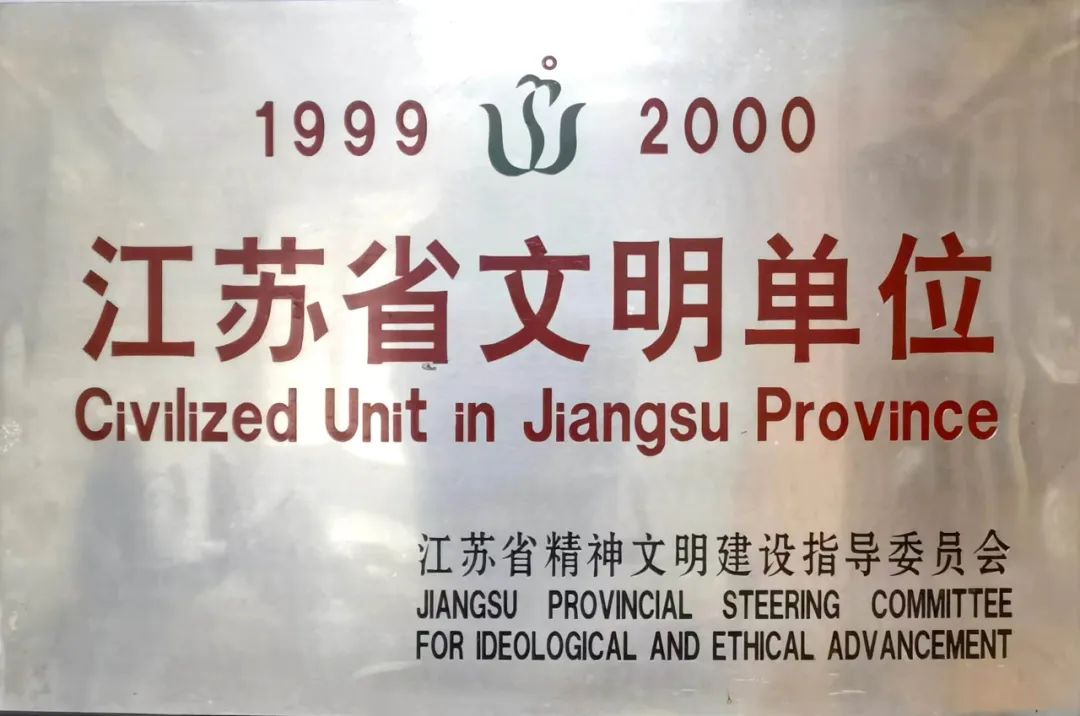 1999 2000
江苏省文明单位
Civilized Unit in Jiangsu Province
江苏省精神文明建设指导委员会
JIANGSU PROVINCIAL STEERING COMMITTEE
FOR IDEOLOGICAL AND ETHICAL ADVANCEMENT